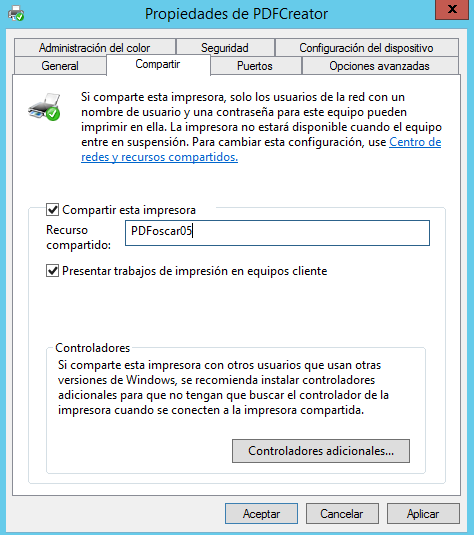 Propiedades de PDFCreator
x
Administración del color
Seguridad
Configuración del dispositivo
General
Compartir
Puertos
Opciones avanzadas
Si comparte esta impresora, solo los usuarios de la red con un
nombre de usuario y una contraseña para este equipo pueden
imprimir en ella. La impresora no estará disponible cuando el equipo
entre en suspensión. Para cambiar esta configuración, use Centro de
redes y recursos compartidos.
Compartir esta impresora
Recurso
compartido:
PDFoscar05
Presentar trabajos de impresión en equipos cliente
Controladores
Si comparte esta impresora con otros usuarios que usan otras
versiones de Windows, se recomienda instalar controladores
adicionales para que no tengan que buscar el controlador de la
impresora cuando se conecten a la impresora compartida.
Controladores adicionales...
Aceptar
Cancelar
Aplicar